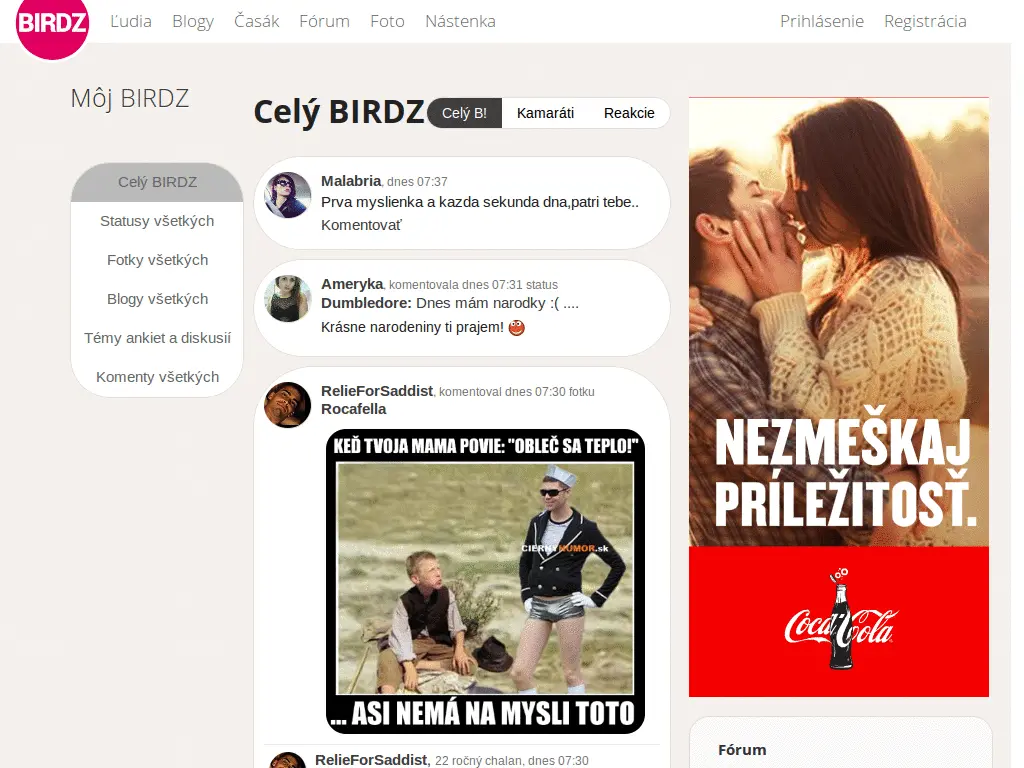 BIRDZ
Ľudia
Blogy
Časák
Fórum
Foto
Nástenka
Prihlásenie
Registrácia
Môj BIRDZ
Celý BIRDZ
Statusy všetkých
Fotky všetkých
Blogy všetkých
Témy ankiet a diskusií
Komenty všetkých
Celý BIRDZ
Celý B!
Kamaráti
Reakcie
Malabria, dnes 07:37
Prva myslienka a kazda sekunda dna,patri tebe..
Komentovať
Ameryka, komentovala dnes 07:31 status
Dumbledore: Dnes mám narodky :( ....
Krásne narodeniny ti prajem!
RelieForSaddist, komentoval dnes 07:30 fotku
Rocafella
KEĎ TVOJA MAMA POVIE: "OBLEČ SA TEPLO!"
CIERNYHUMOR.sk
... ASI NEMÁ NA MYSLI TOTO
RelieForSaddist, 22 ročný chalan, dnes 07:30
NEZMEŠKAJ
PRÍLEŽITOSŤ.
Coca-Cola
Fórum